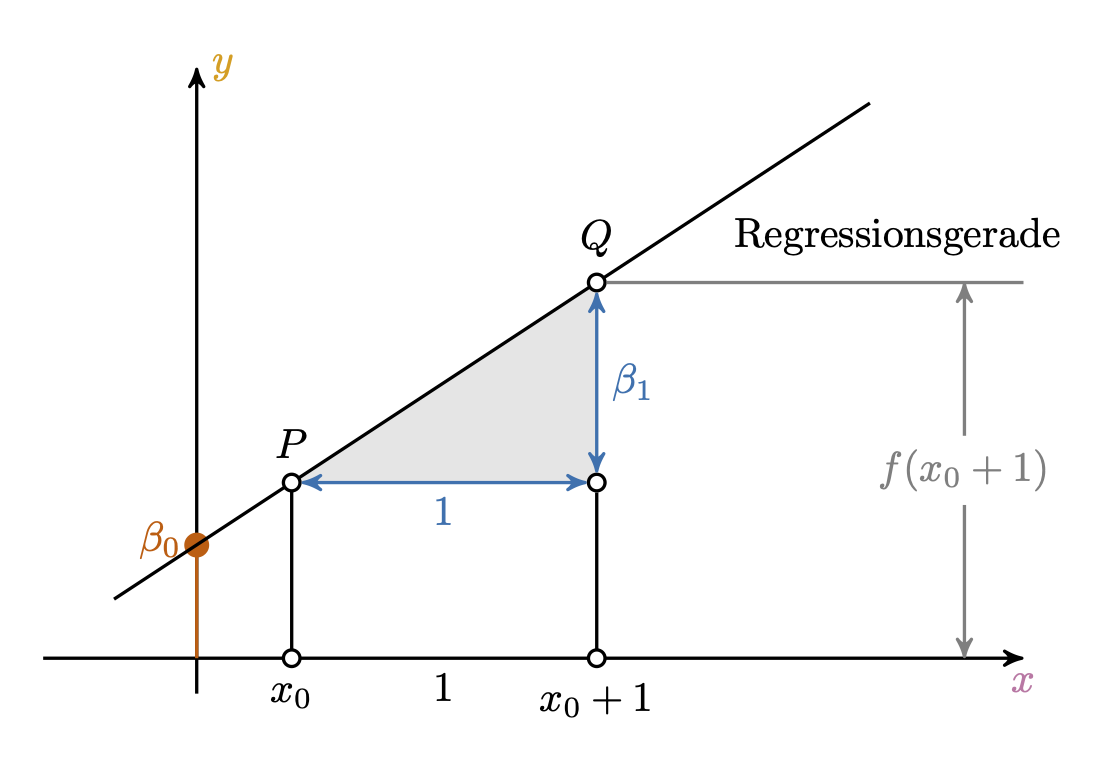 y
Q
Regressionsgerade
β₁
P
f(x₀ + 1)
1
β₀
x₀
1
x₀ + 1
x